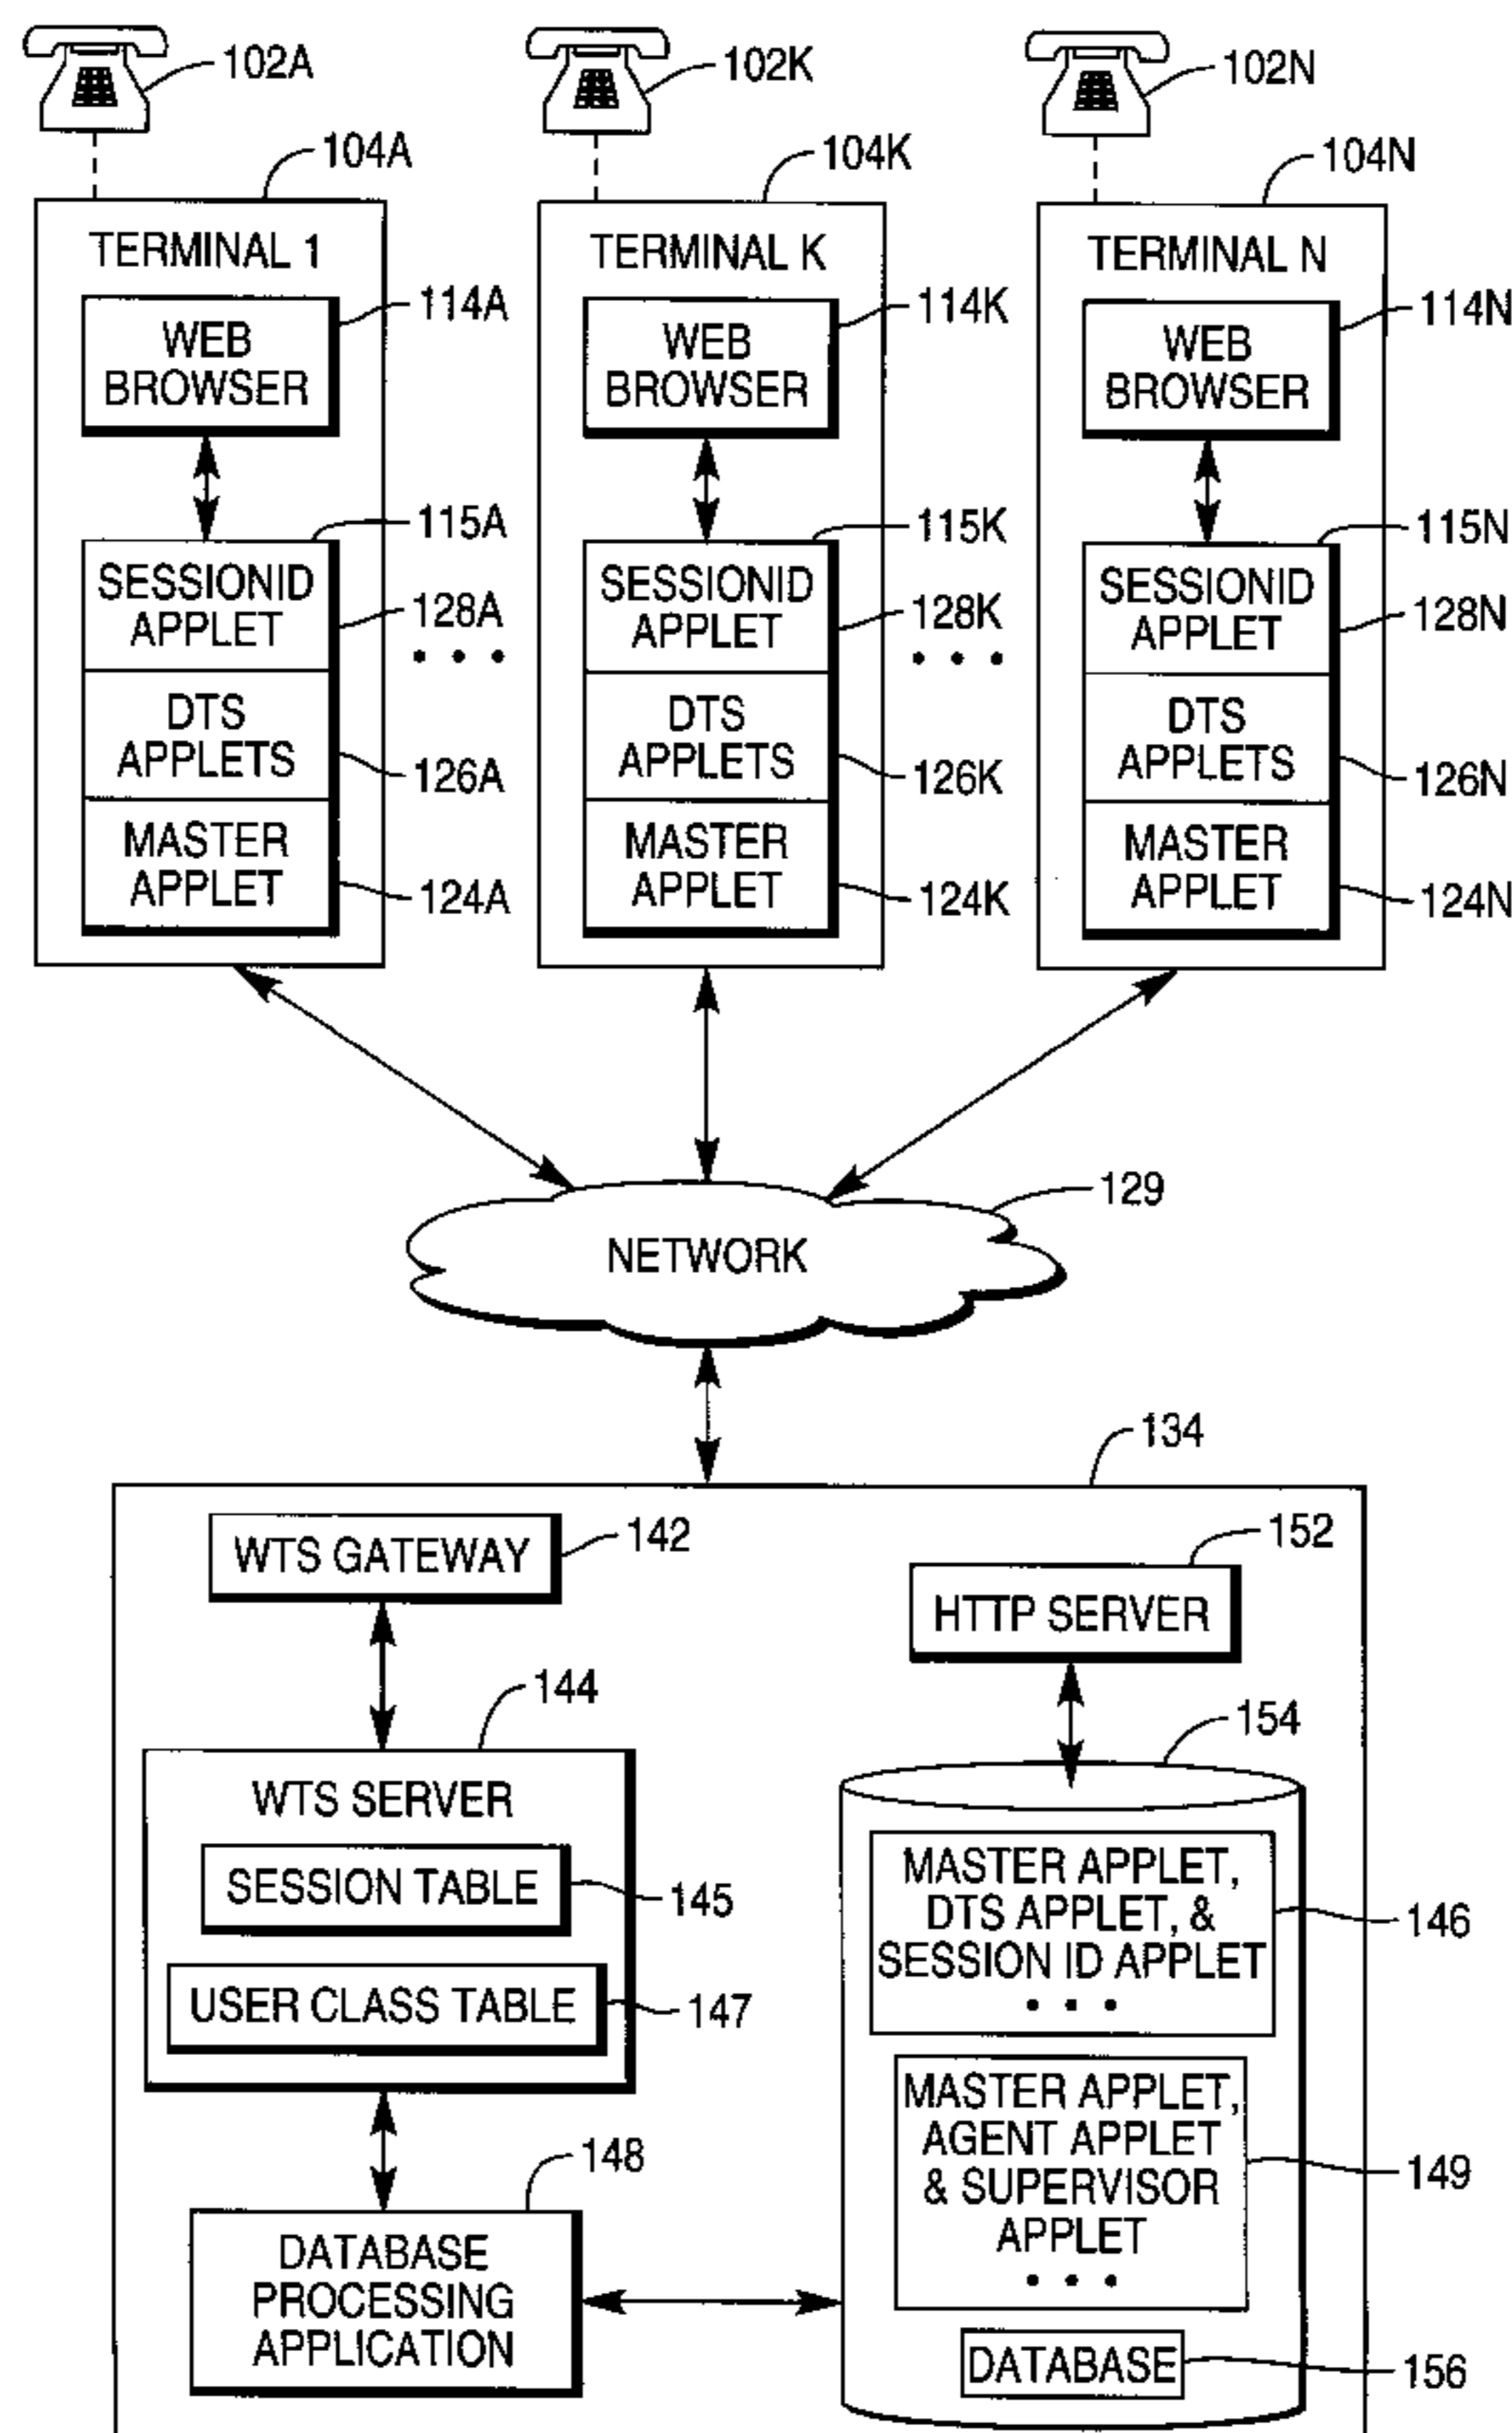 102A
102K
102N
104A
104K
104N
TERMINAL 1
TERMINAL K
TERMINAL N
114A
114K
114N
WEB
BROWSER
WEB
BROWSER
WEB
BROWSER
115A
115K
115N
SESSIONID
APPLET
SESSIONID
APPLET
SESSIONID
APPLET
128A
128K
128N
• • •
• • •
DTS
APPLETS
DTS
APPLETS
DTS
APPLETS
126A
126K
126N
MASTER
APPLET
MASTER
APPLET
MASTER
APPLET
124A
124K
124N
129
NETWORK
134
WTS GATEWAY
142
152
HTTP SERVER
144
154
WTS SERVER
SESSION TABLE
145
USER CLASS TABLE
147
MASTER APPLET,
DTS APPLET, &
SESSION ID APPLET
• • •
146
MASTER APPLET,
AGENT APPLET
& SUPERVISOR
APPLET
• • •
149
148
DATABASE
PROCESSING
APPLICATION
DATABASE
156